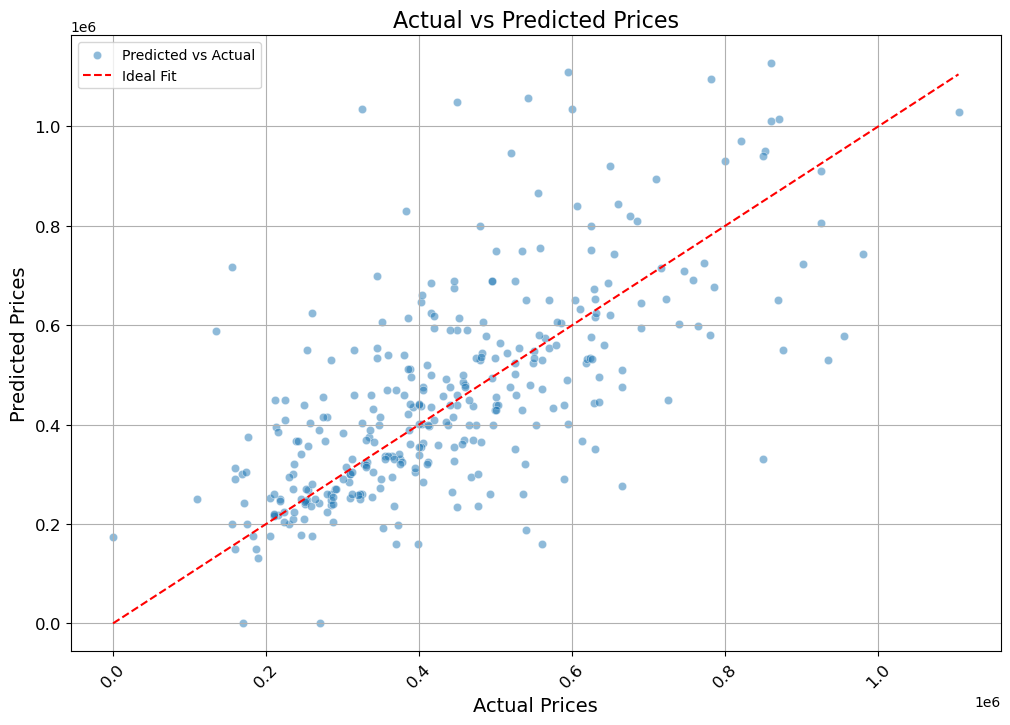 Actual vs Predicted Prices
1e6
Predicted vs Actual
Ideal Fit
1.0
0.8
0.6
0.4
0.2
0.0
Predicted Prices
0.0 0.2 0.4 0.6 0.8 1.0
1e6
Actual Prices